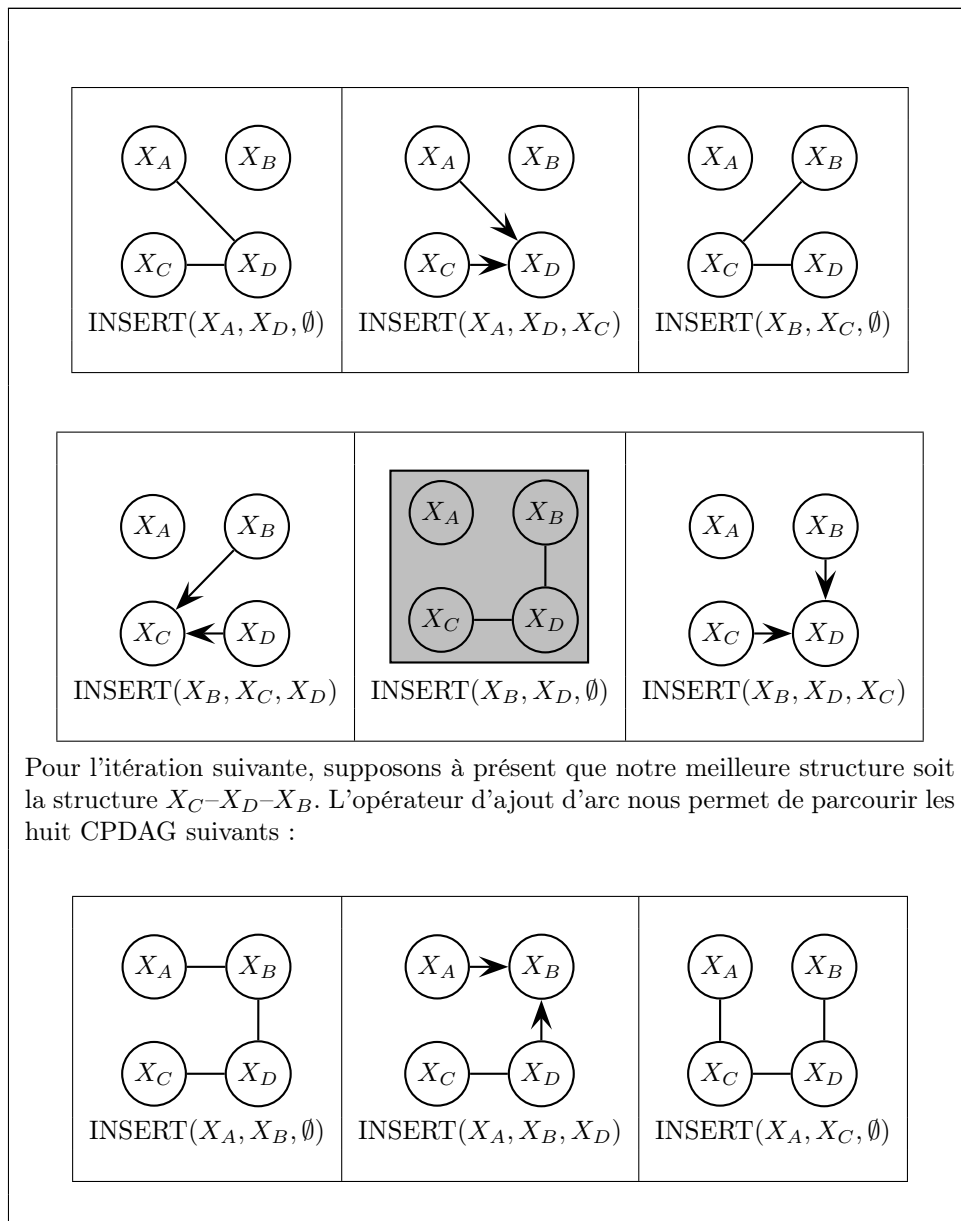 X_A X_B X_A X_B X_A X_B
X_C X_D X_C X_D X_C X_D
INSERT(X_A, X_D, ∅) INSERT(X_A, X_D, X_C) INSERT(X_B, X_C, ∅)
X_A X_B X_A X_B X_A X_B
X_C X_D X_C X_D X_C X_D
INSERT(X_B, X_C, X_D) INSERT(X_B, X_D, ∅) INSERT(X_B, X_D, X_C)
Pour l'itération suivante, supposons à présent que notre meilleure structure soit
la structure X_C–X_D–X_B. L'opérateur d'ajout d'arc nous permet de parcourir les
huit CPDAG suivants :
X_A X_B X_A X_B X_A X_B
X_C X_D X_C X_D X_C X_D
INSERT(X_A, X_B, ∅) INSERT(X_A, X_B, X_D) INSERT(X_A, X_C, ∅)